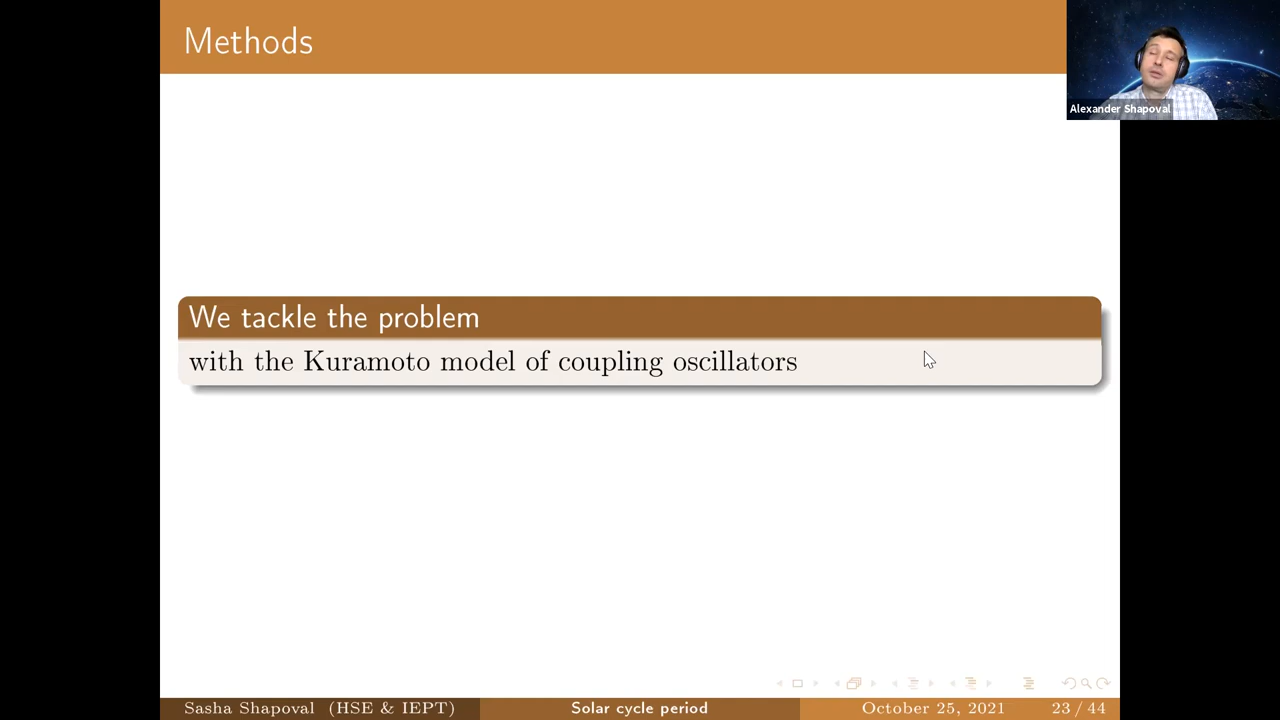 Methods
Alexander Shapoval
We tackle the problem
with the Kuramoto model of coupling oscillators
Sasha Shapoval (HSE & IEPT) Solar cycle period October 25, 2021 23 / 44